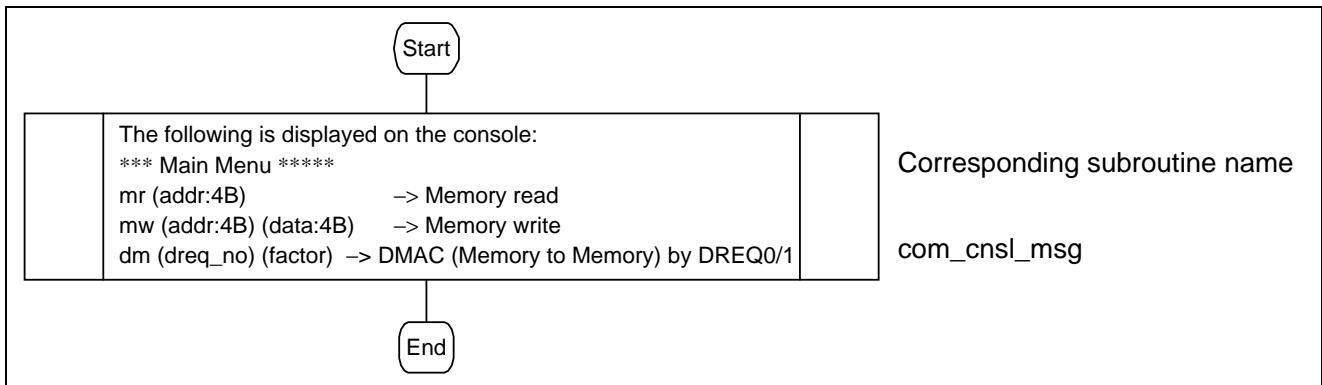 Start
The following is displayed on the console:
*** Main Menu *****
mr (addr:4B) –> Memory read
mw (addr:4B) (data:4B) –> Memory write
dm (dreq_no) (factor) –> DMAC (Memory to Memory) by DREQ0/1
Corresponding subroutine name
com_cnsl_msg
End